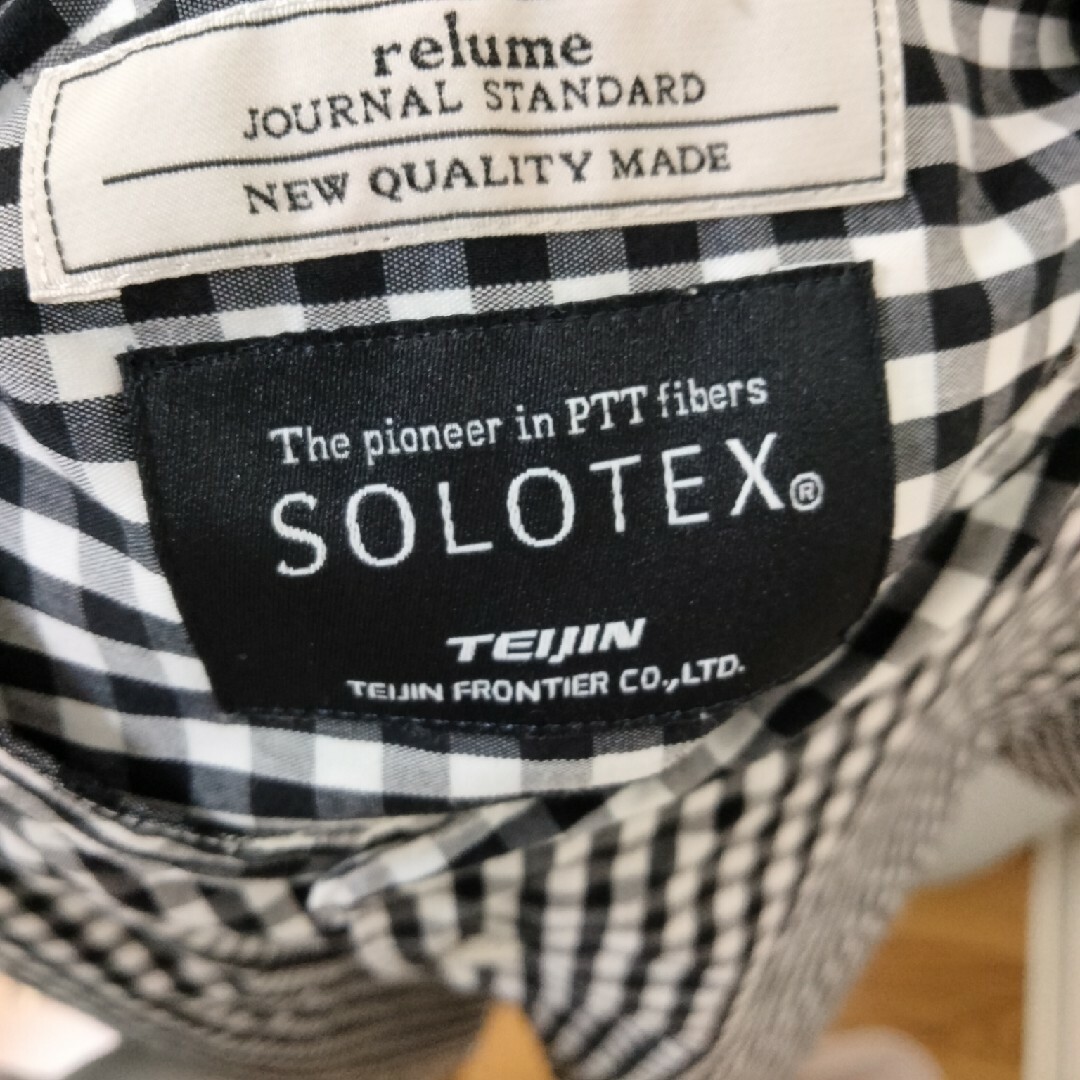 relume
JOURNAL STANDARD
NEW QUALITY MADE
The pioneer in PTT fibers
SOLOTEX®
TEIJIN
TEIJIN FRONTIER CO.,LTD.